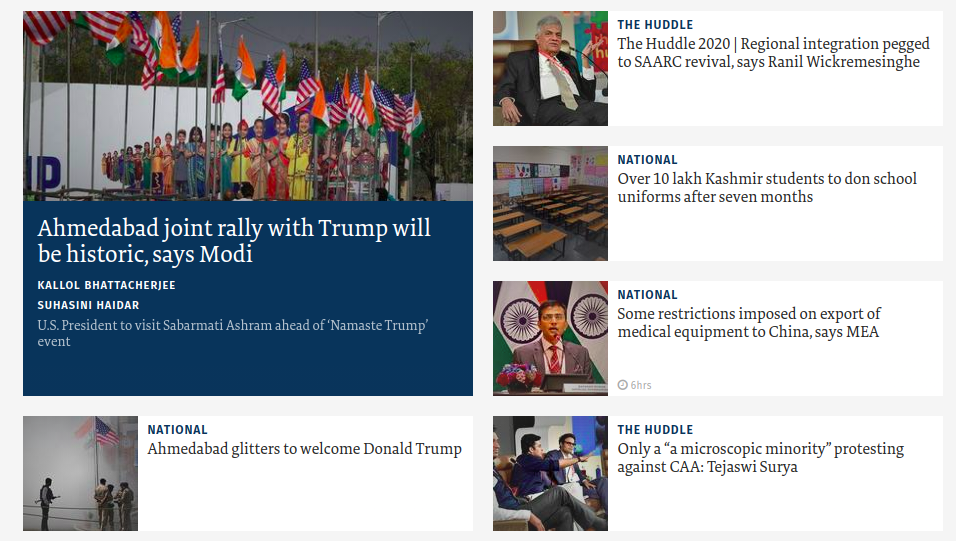 Ahmedabad joint rally with Trump will
be historic, says Modi
KALLOL BHATTACHERJEE
SUHASINI HAIDAR
U.S. President to visit Sabarmati Ashram ahead of ‘Namaste Trump’
event
NATIONAL
Ahmedabad glitters to welcome Donald Trump
THE HUDDLE
The Huddle 2020 | Regional integration pegged
to SAARC revival, says Ranil Wickremesinghe
NATIONAL
Over 10 lakh Kashmir students to don school
uniforms after seven months
NATIONAL
Some restrictions imposed on export of
medical equipment to China, says MEA
6hrs
THE HUDDLE
Only a “a microscopic minority” protesting
against CAA: Tejaswi Surya